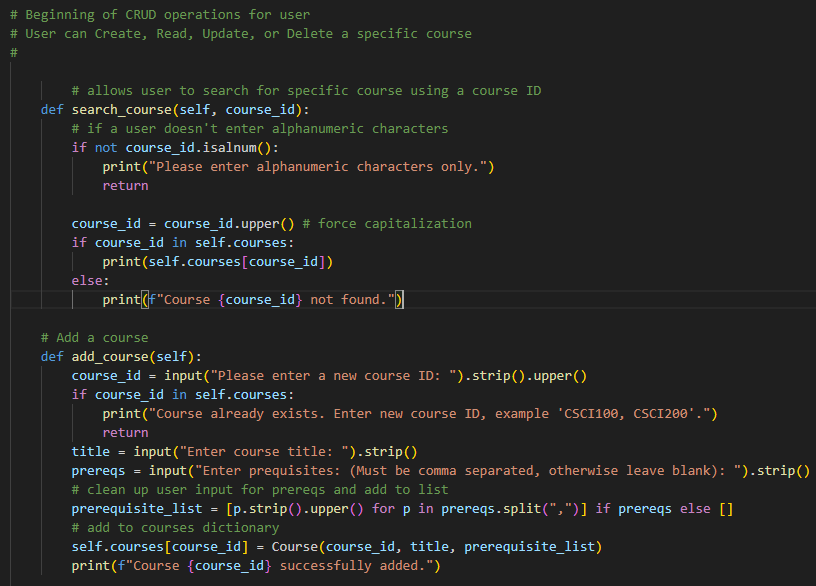 # Beginning of CRUD operations for user
# User can Create, Read, Update, or Delete a specific course
#
# allows user to search for specific course using a course ID
def search_course(self, course_id):
# if a user doesn't enter alphanumeric characters
if not course_id.isalnum():
print("Please enter alphanumeric characters only.")
return
course_id = course_id.upper() # force capitalization
if course_id in self.courses:
print(self.courses[course_id])
else:
print(f"Course {course_id} not found.")
# Add a course
def add_course(self):
course_id = input("Please enter a new course ID: ").strip().upper()
if course_id in self.courses:
print("Course already exists. Enter new course ID, example 'CSCI100, CSCI200'.")
return
title = input("Enter course title: ").strip()
prereqs = input("Enter prequisites: (Must be comma separated, otherwise leave blank): ").strip()
# clean up user input for prereqs and add to list
prerequisite_list = [p.strip().upper() for p in prereqs.split(",")] if prereqs else []
# add to courses dictionary
self.courses[course_id] = Course(course_id, title, prerequisite_list)
print(f"Course {course_id} successfully added.")